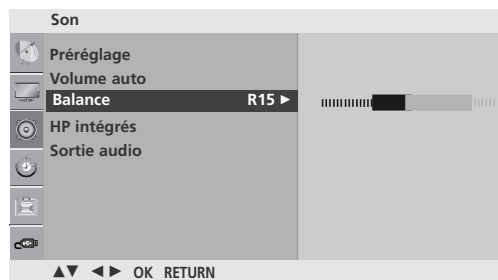 Son
Préréglage
Volume auto
Balance R15 ►
HP intégrés
Sortie audio
▲▼ ◄► OK RETURN